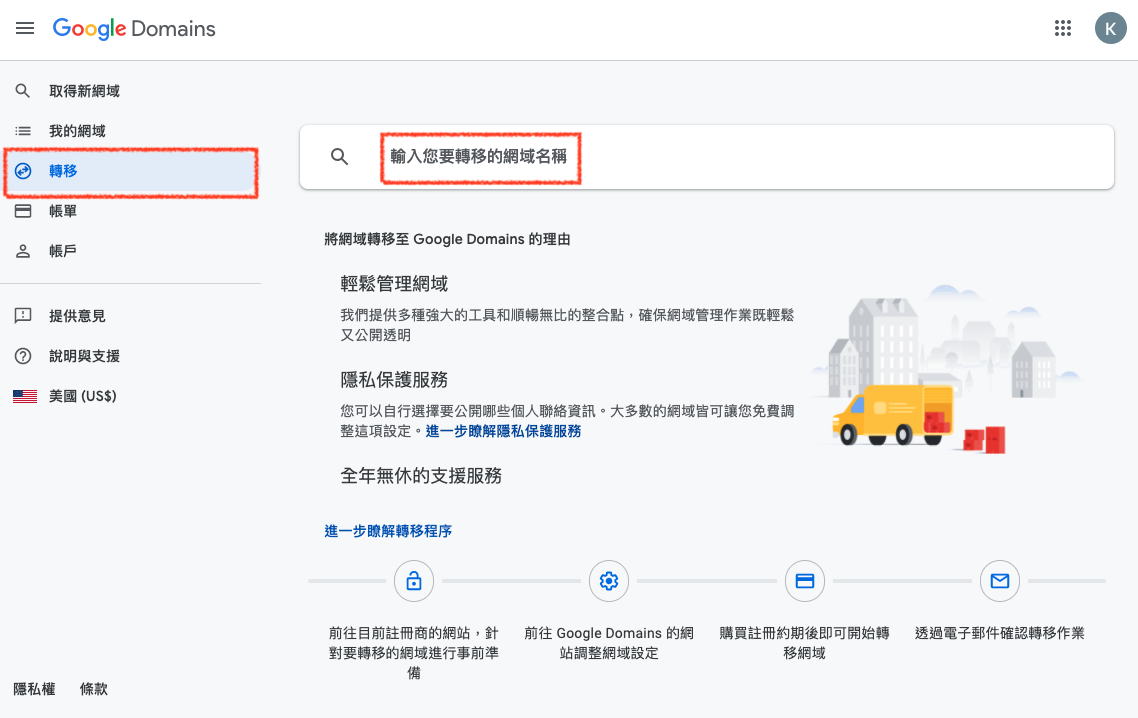 Google Domains
K
取得新網域
我的網域
轉移
帳單
帳戶
提供意見
說明與支援
美國 (US$)
隱私權 條款
輸入您要轉移的網域名稱
將網域轉移至 Google Domains 的理由
輕鬆管理網域
我們提供多種強大的工具和順暢無比的整合點，確保網域管理作業既輕鬆
又公開透明
隱私保護服務
您可以自行選擇要公開哪些個人聯絡資訊。大多數的網域皆可讓您免費調
整這項設定。進一步瞭解隱私保護服務
全年無休的支援服務
進一步瞭解轉移程序
前往目前註冊商的網站，針
對要轉移的網域進行事前準
備
前往 Google Domains 的網
站調整網域設定
購買註冊約期後即可開始轉
移網域
透過電子郵件確認轉移作業